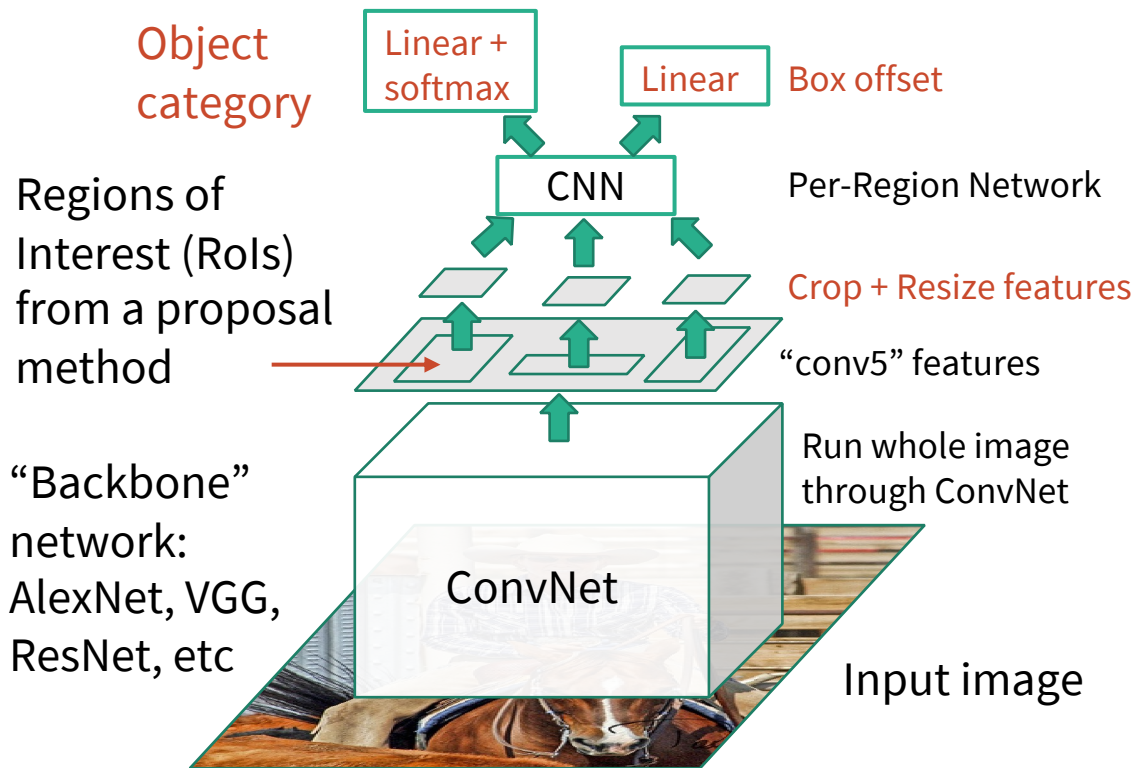 Object
category
Linear +
softmax
Linear
Box offset
CNN
Per-Region Network
Regions of
Interest (RoIs)
from a proposal
method
Crop + Resize features
“conv5” features
Run whole image
through ConvNet
“Backbone”
network:
AlexNet, VGG,
ResNet, etc
ConvNet
Input image